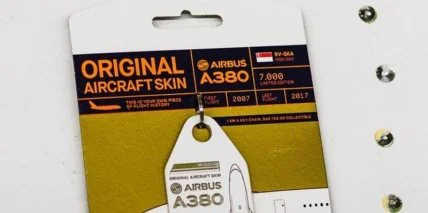 ORIGINAL
AIRCRAFT SKIN
THIS IS YOUR OWN PIECE
OF FLIGHT HISTORY
AIRBUS
A380
9V-SKA
7.000
LIMITED EDITION
FIRST
FLIGHT
2007
LAST
FLIGHT
2017
I AM A KEY-CHAIN, BAG TAG OR COLLECTIBLE
ORIGINAL AIRCRAFT SKIN
AIRBUS
A380